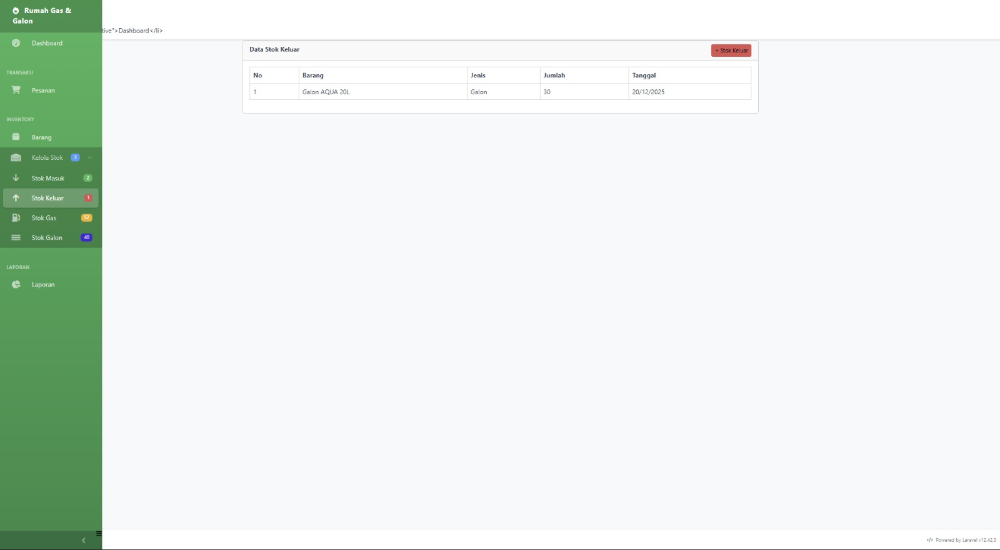 Rumah Gas &
Galon
tive">Dashboard</li>
Dashboard
TRANSAKSI
Pesanan
INVENTORY
Barang
Kelola Stok 3
Stok Masuk 2
Stok Keluar 1
Stok Gas 52
Stok Galon 40
LAPORAN
Laporan
Data Stok Keluar + Stok Keluar
No Barang Jenis Jumlah Tanggal
1 Galon AQUA 20L Galon 30 20/12/2025
</> Powered by Laravel v12.42.0